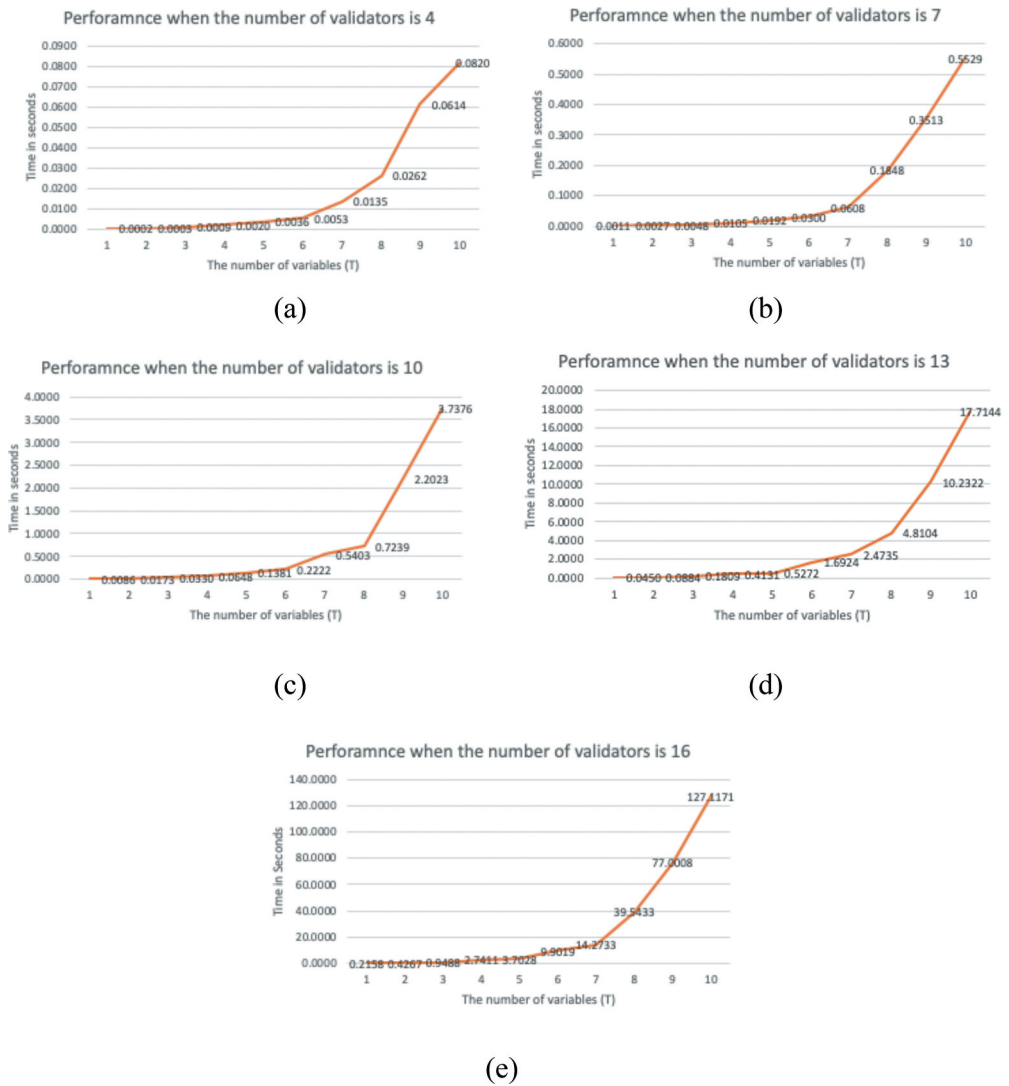 Perforamnce when the number of validators is 4
Time in seconds
0.0900
0.0800
0.0700
0.0600
0.0500
0.0400
0.0300
0.0200
0.0100
0.0000
0.0002 0.0003 0.0009 0.0020 0.0036 0.0053 0.0135 0.0262 0.0614 0.0820
1 2 3 4 5 6 7 8 9 10
The number of variables (T)
(a)
Perforamnce when the number of validators is 7
Time in seconds
0.6000
0.5000
0.4000
0.3000
0.2000
0.1000
0.0000
0.0011 0.0027 0.0048 0.0105 0.0192 0.0300 0.0608 0.1848 0.3513 0.5529
1 2 3 4 5 6 7 8 9 10
The number of variables (T)
(b)
Perforamnce when the number of validators is 10
Time in seconds
4.0000
3.5000
3.0000
2.5000
2.0000
1.5000
1.0000
0.5000
0.0000
0.0086 0.0173 0.0330 0.0648 0.1381 0.2222 0.5403 0.7239 2.2023 3.7376
1 2 3 4 5 6 7 8 9 10
The number of variables (T)
(c)
Perforamnce when the number of validators is 13
Time in seconds
20.0000
18.0000
16.0000
14.0000
12.0000
10.0000
8.0000
6.0000
4.0000
2.0000
0.0000
0.0450 0.0884 0.1809 0.4131 0.5272 1.6924 2.4735 4.8104 10.2322 17.7144
1 2 3 4 5 6 7 8 9 10
The number of variables (T)
(d)
Perforamnce when the number of validators is 16
Time in Seconds
140.0000
120.0000
100.0000
80.0000
60.0000
40.0000
20.0000
0.0000
0.2158 0.4267 0.9488 2.7411 3.7028 9.9019 14.2733 39.5433 77.0008 127.1171
1 2 3 4 5 6 7 8 9 10
The number of variables (T)
(e)